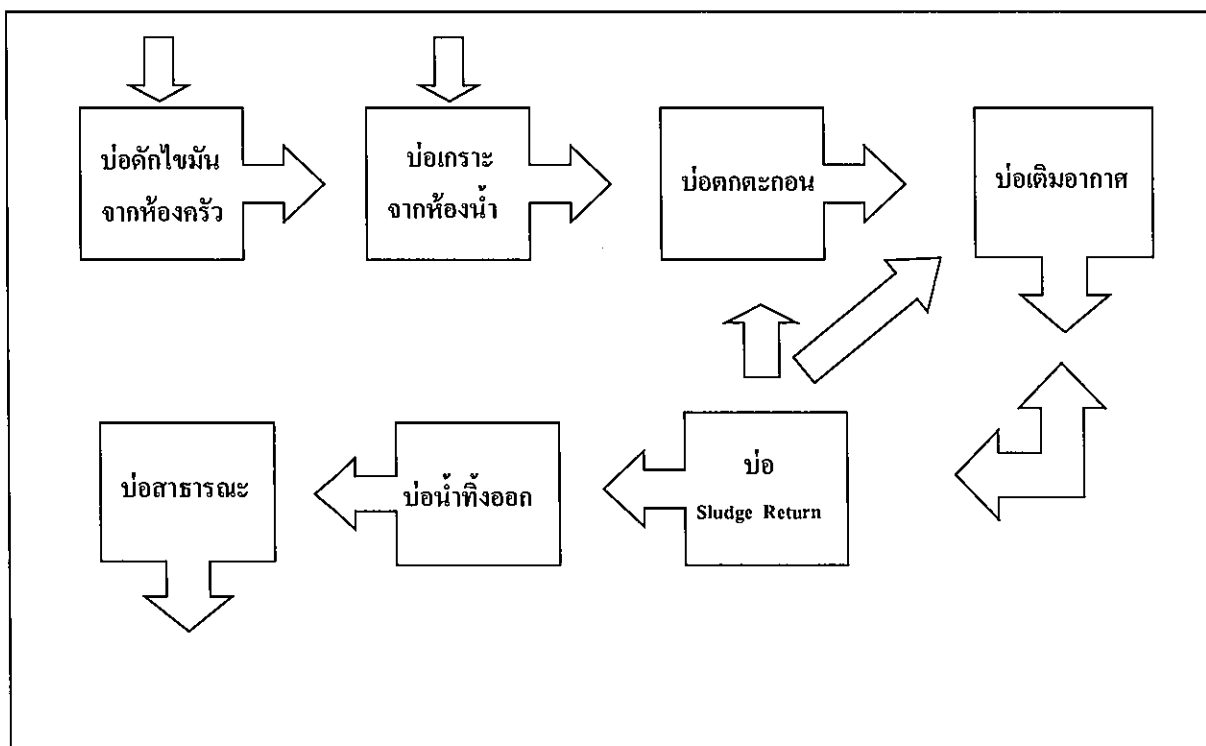 บ่อดักไขมัน
จากห้องครัว
บ่อเกราะ
จากห้องน้ำ
บ่อตกตะกอน
บ่อเติมอากาศ
บ่อสาธารณะ
บ่อน้ำทิ้งออก
บ่อ
Sludge Return